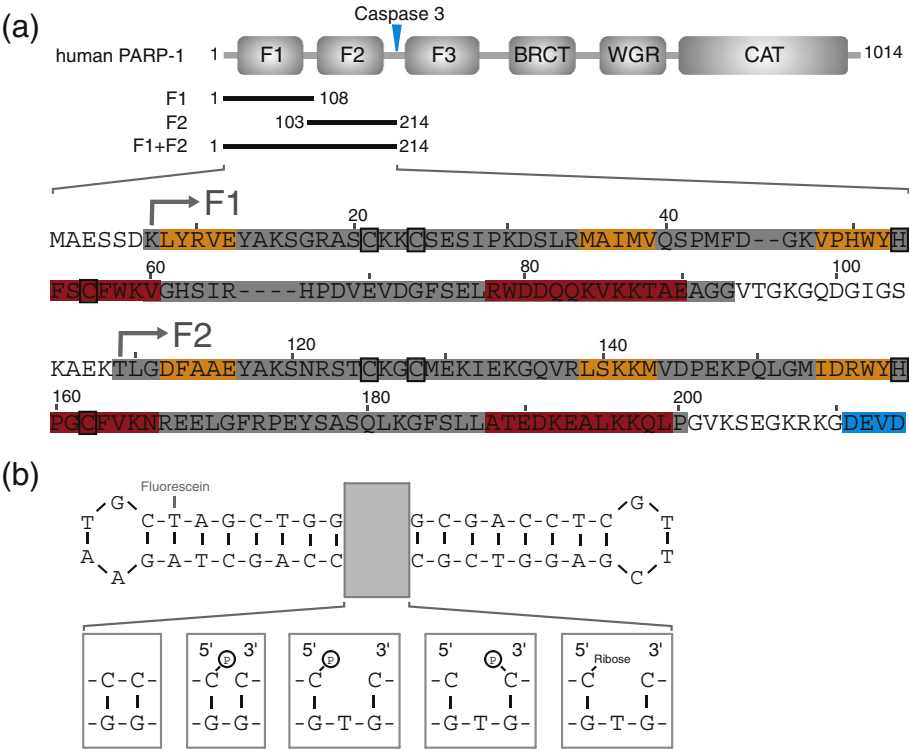 (a)
Caspase 3
human PARP-1 1 F1 F2 F3 BRCT WGR CAT 1014
F1 1 108
F2 103 214
F1+F2 1 214
F1
20 40
MAESSDKLYRVEYAKSGRASCKKCSESIPKDSLRMAIMVQSPMFD--GKVPHWYH
60 80 100
FSCFWKVGHSIR----HPDVEVDGFSELRWDDQQKVKKTAEAGGVTGKGQDGIGS
F2
120 140
KAEKTLGDFAAEYAKSNRSTCKGCMEKIEKGQVRLSKKMVDPEKPQLGMIDRWYH
160 180 200
PGCFVKNREELGFRPEYSASQLKGFSLLATEDKEALKKQLPGVKSEGKRKGDEVD
(b)
Fluorescein
T G C-T-A-G-C-T-G-G G-C-G-A-C-C-T-C G T
A A G-A-T-C-G-A-C-C C-G-C-T-G-G-A-G C T
5' P 3' 5' P 3' 5' P 3' 5' Ribose 3'
-C-C- -C C- -C C- -C C- -C C-
-G-G- -G-G- -G-T-G- -G-T-G- -G-T-G-